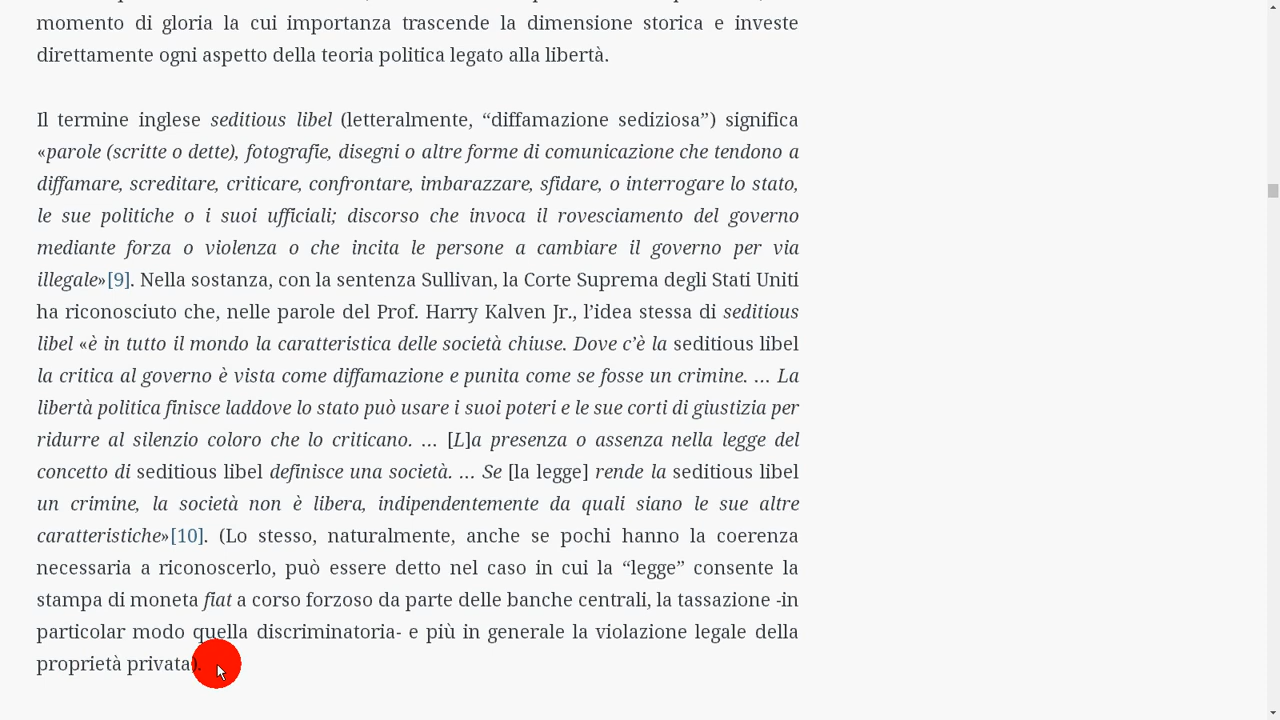 momento di gloria la cui importanza trascende la dimensione storica e investe
direttamente ogni aspetto della teoria politica legato alla libertà.
Il termine inglese seditious libel (letteralmente, “diffamazione sediziosa”) significa
«parole (scritte o dette), fotografie, disegni o altre forme di comunicazione che tendono a
diffamare, screditare, criticare, confrontare, imbarazzare, sfidare, o interrogare lo stato,
le sue politiche o i suoi ufficiali; discorso che invoca il rovesciamento del governo
mediante forza o violenza o che incita le persone a cambiare il governo per via
illegale»[9]. Nella sostanza, con la sentenza Sullivan, la Corte Suprema degli Stati Uniti
ha riconosciuto che, nelle parole del Prof. Harry Kalven Jr., l’idea stessa di seditious
libel «è in tutto il mondo la caratteristica delle società chiuse. Dove c’è la seditious libel
la critica al governo è vista come diffamazione e punita come se fosse un crimine. … La
libertà politica finisce laddove lo stato può usare i suoi poteri e le sue corti di giustizia per
ridurre al silenzio coloro che lo criticano. … [L]a presenza o assenza nella legge del
concetto di seditious libel definisce una società. … Se [la legge] rende la seditious libel
un crimine, la società non è libera, indipendentemente da quali siano le sue altre
caratteristiche»[10]. (Lo stesso, naturalmente, anche se pochi hanno la coerenza
necessaria a riconoscerlo, può essere detto nel caso in cui la “legge” consente la
stampa di moneta fiat a corso forzoso da parte delle banche centrali, la tassazione -in
particolar modo quella discriminatoria- e più in generale la violazione legale della
proprietà privata).